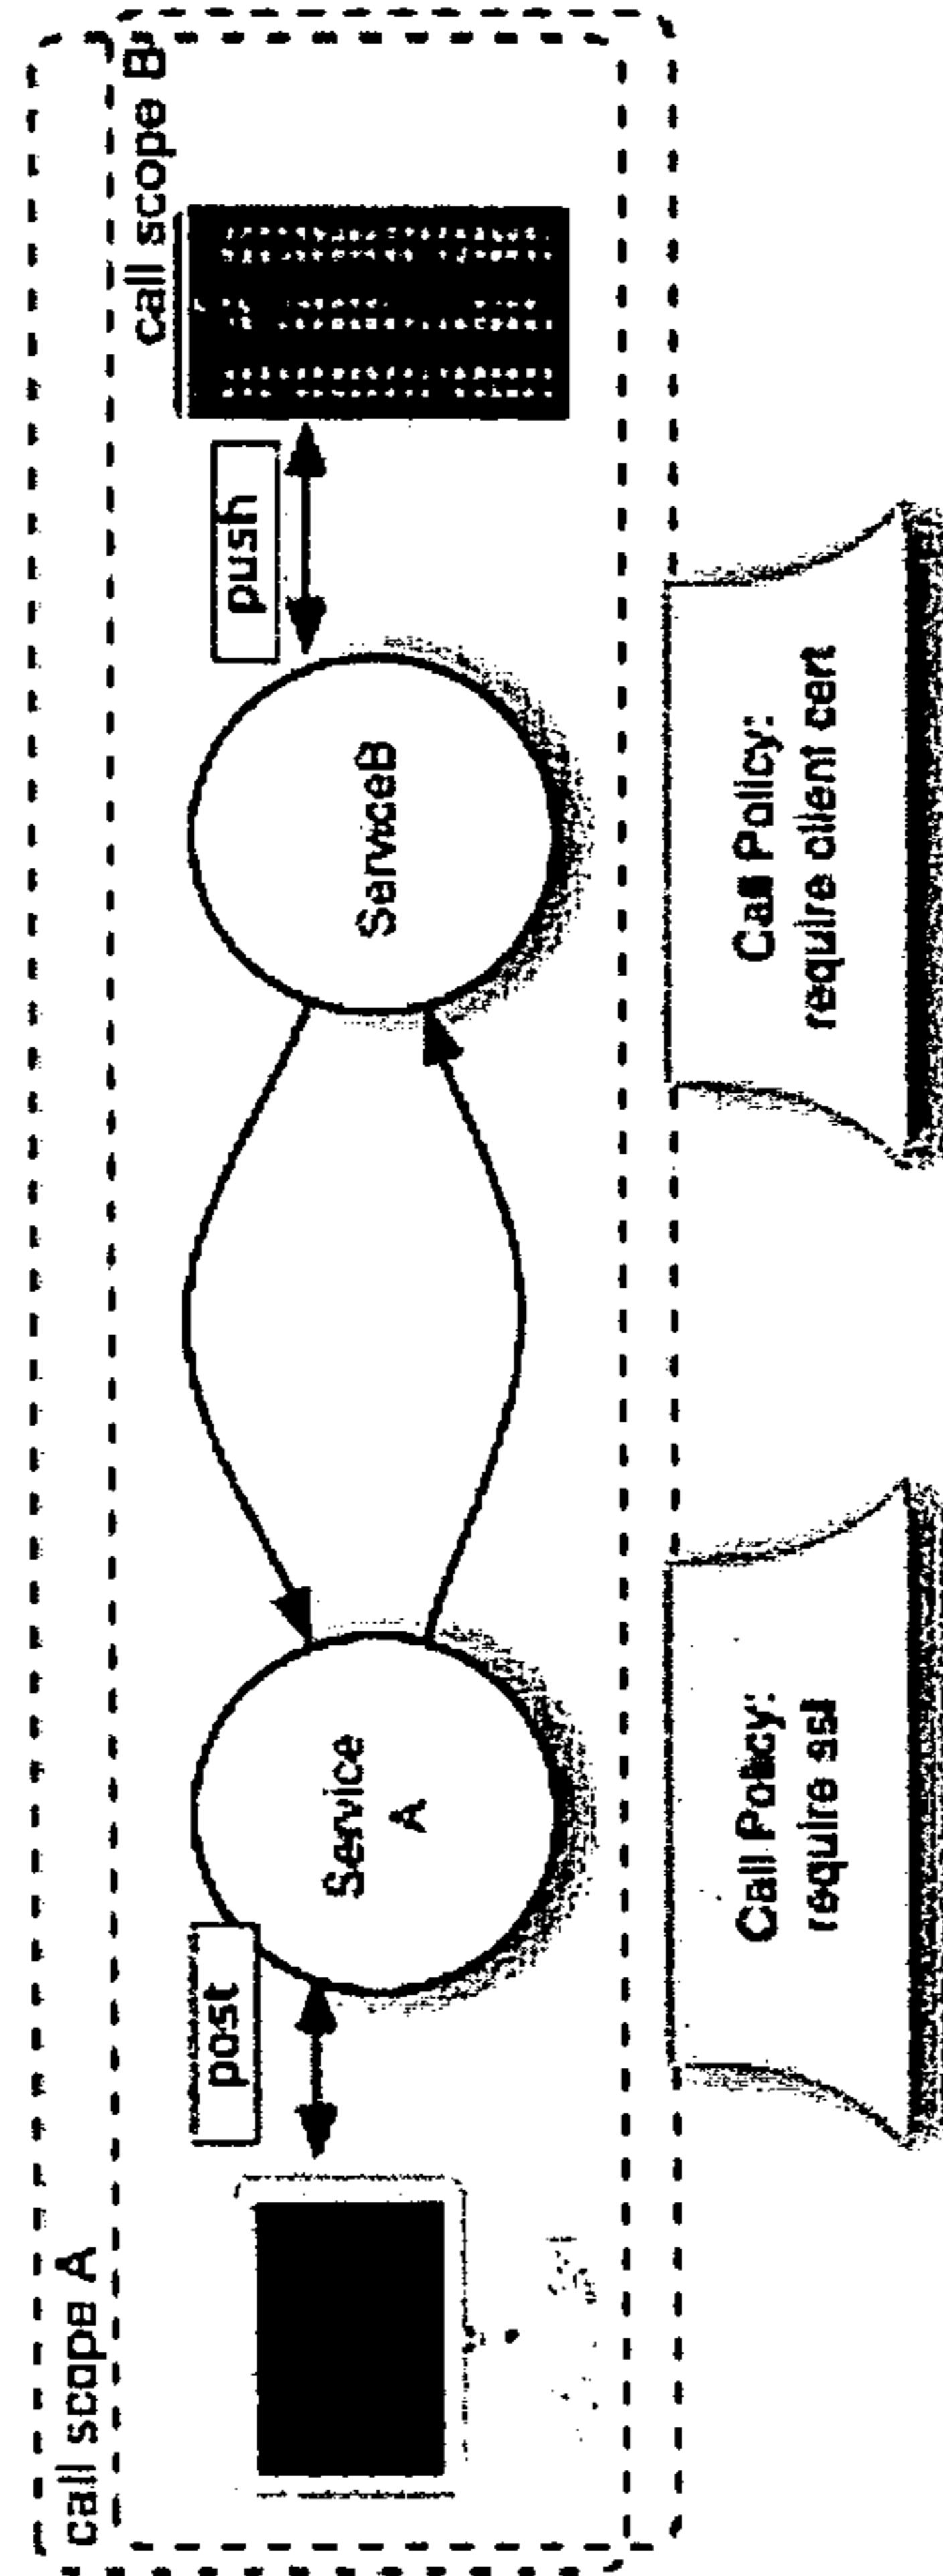 call scope A
call scope B
post
push
Service
A
ServiceB
Call Policy:
require ssl
Call Policy:
require client cert